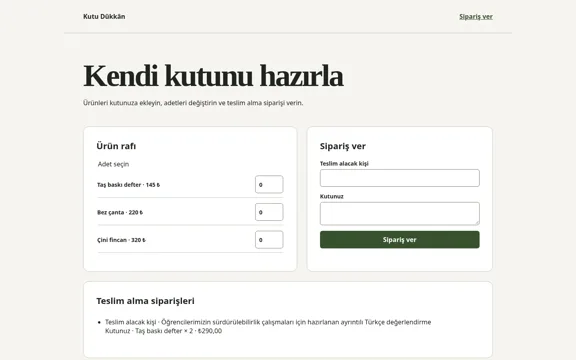 Kutu Dükkân
Sipariş ver
Kendi kutunu hazırla
Ürünleri kutunuza ekleyin, adetleri değiştirin ve teslim alma siparişi verin.
Ürün rafı
Adet seçin
Taş baskı defter · 145 ₺
0
Bez çanta · 220 ₺
0
Çini fincan · 320 ₺
0
Sipariş ver
Teslim alacak kişi
Kutunuz
Sipariş ver
Teslim alma siparişleri
Teslim alacak kişi · Öğrencilerimizin sürdürülebilirlik çalışmaları için hazırlanan ayrıntılı Türkçe değerlendirme
Kutunuz · Taş baskı defter × 2 · ₺290,00